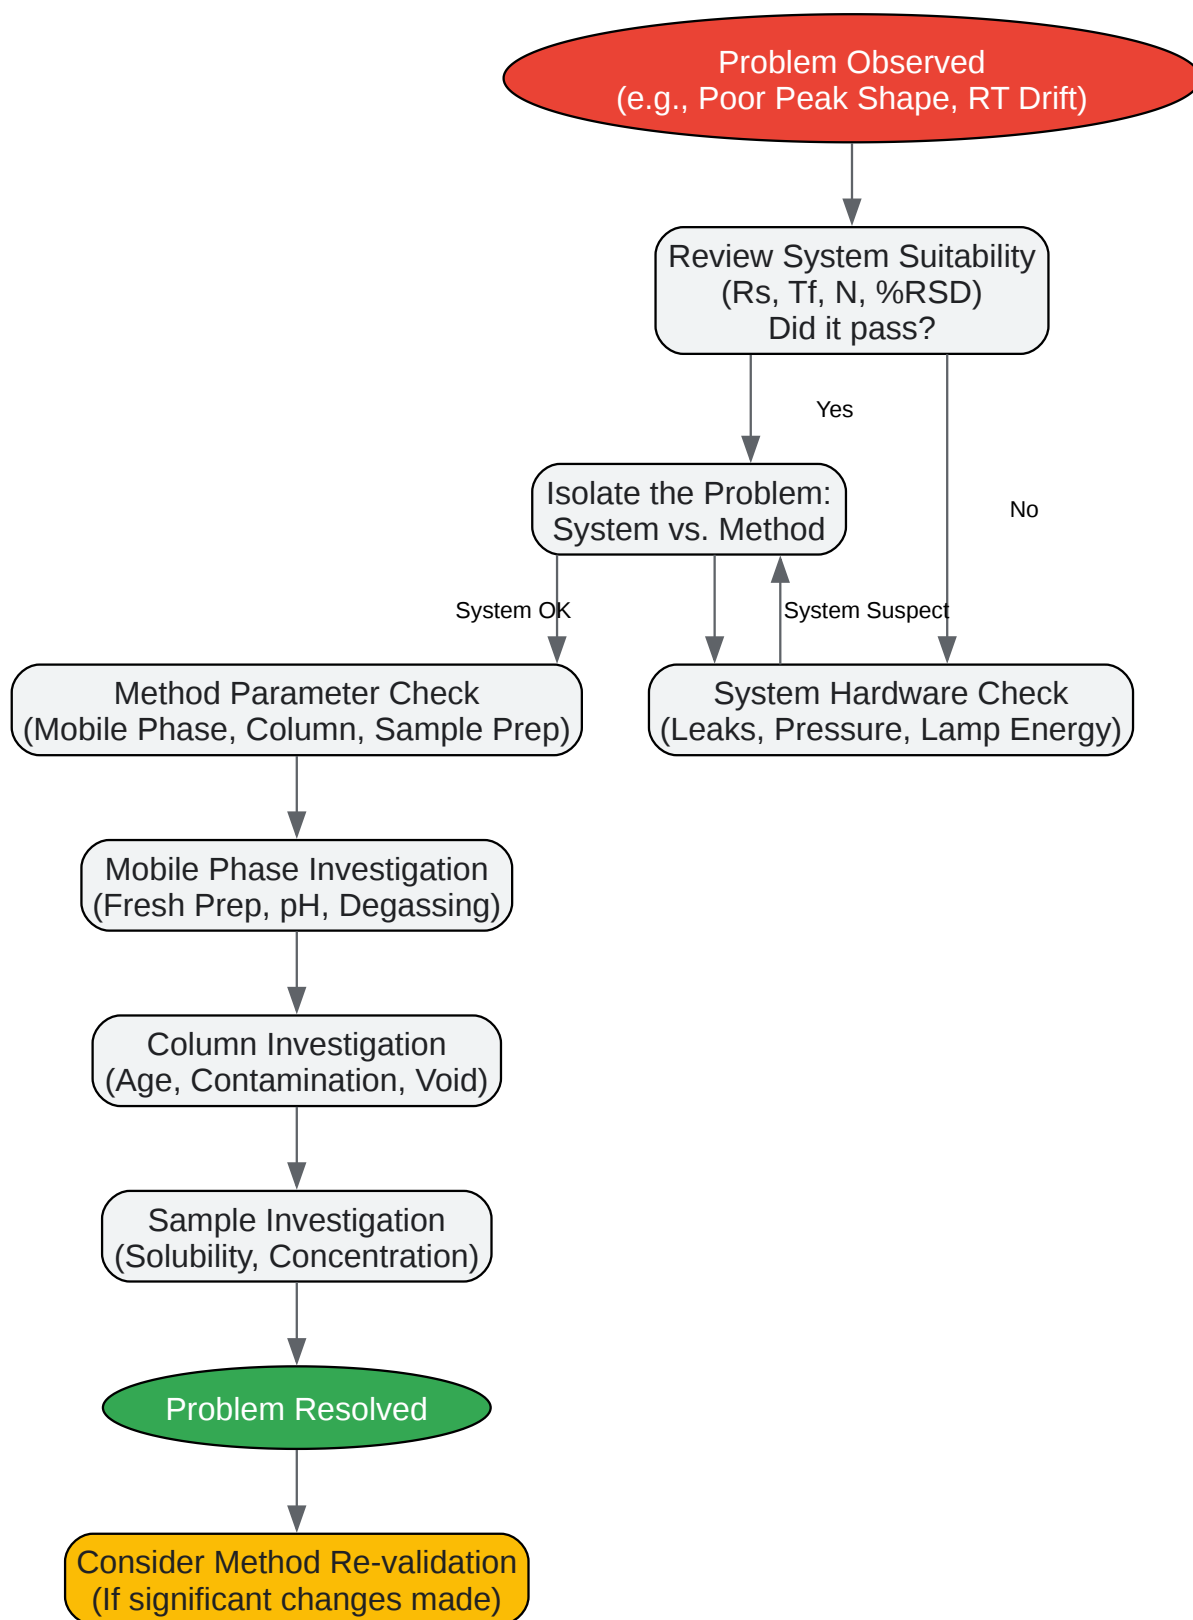 Problem Observed
(e.g., Poor Peak Shape, RT Drift)
Review System Suitability
(Rs, Tf, N, %RSD)
Did it pass?
Yes
Isolate the Problem:
System vs. Method
No
System OK
System Suspect
Method Parameter Check
(Mobile Phase, Column, Sample Prep)
System Hardware Check
(Leaks, Pressure, Lamp Energy)
Mobile Phase Investigation
(Fresh Prep, pH, Degassing)
Column Investigation
(Age, Contamination, Void)
Sample Investigation
(Solubility, Concentration)
Problem Resolved
Consider Method Re-validation
(If significant changes made)